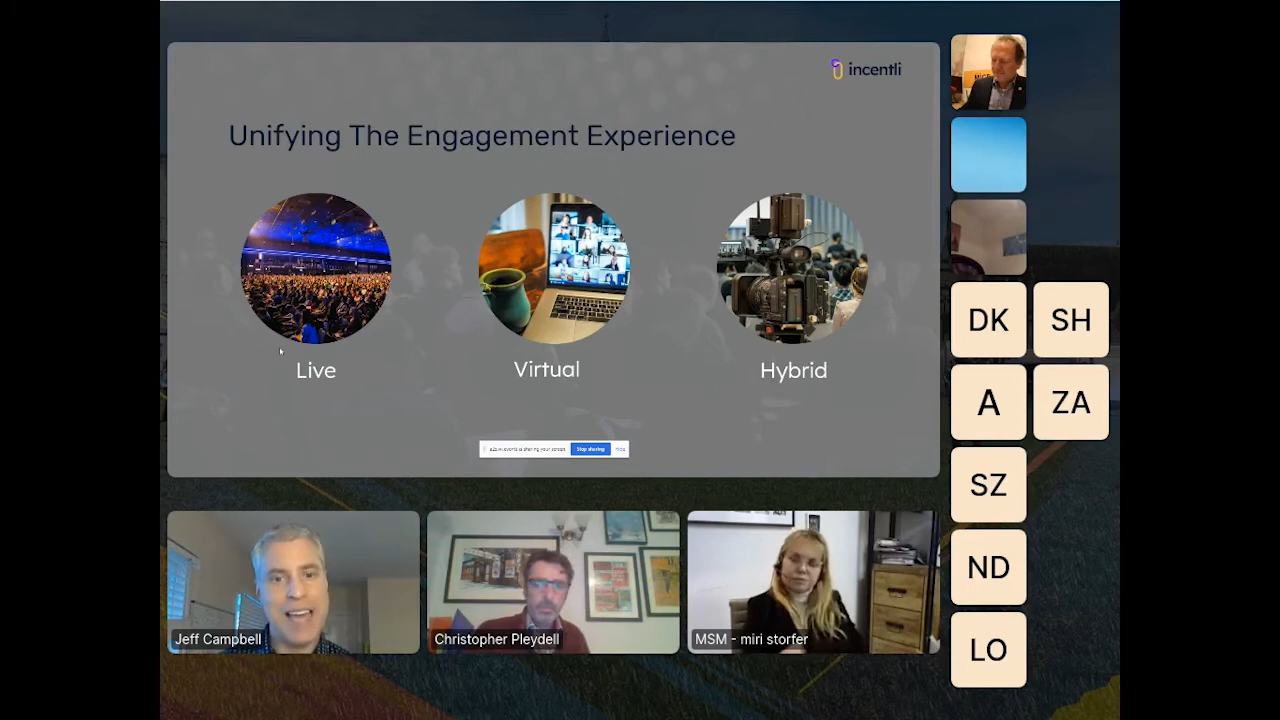 incentli
Unifying The Engagement Experience
Live
Virtual
Hybrid
Stop sharing
Hide
DK
SH
A
ZA
SZ
ND
LO
Jeff Campbell
Christopher Pleydell
MSM - miri storfer